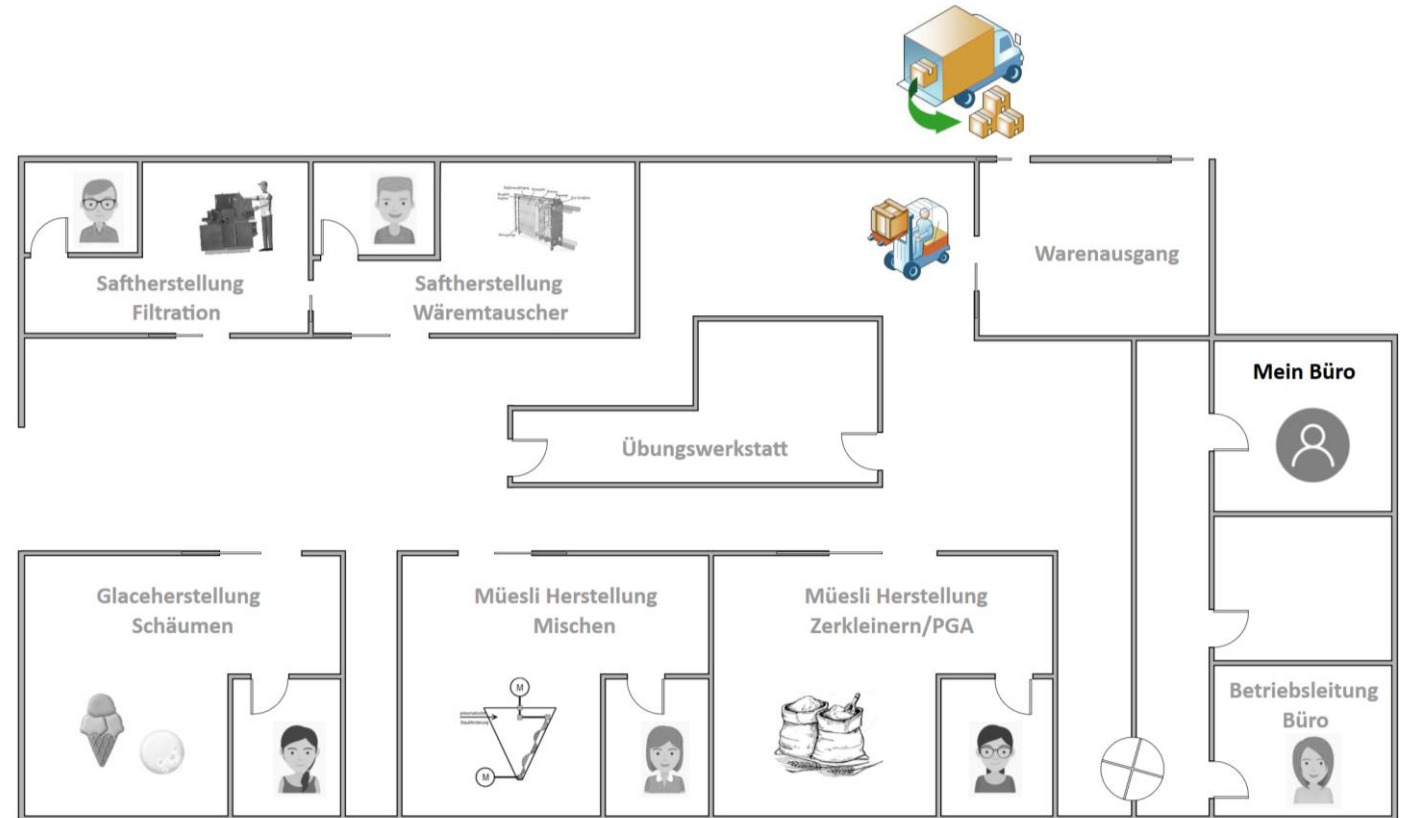 Saftherstellung
Filtration
Saftherstellung
Wäremtauscher
Warenausgang
Mein Büro
Übungswerkstatt
Glaceherstellung
Schäumen
Müesli Herstellung
Mischen
Müesli Herstellung
Zerkleinern/PGA
M
M
Betriebsleitung
Büro